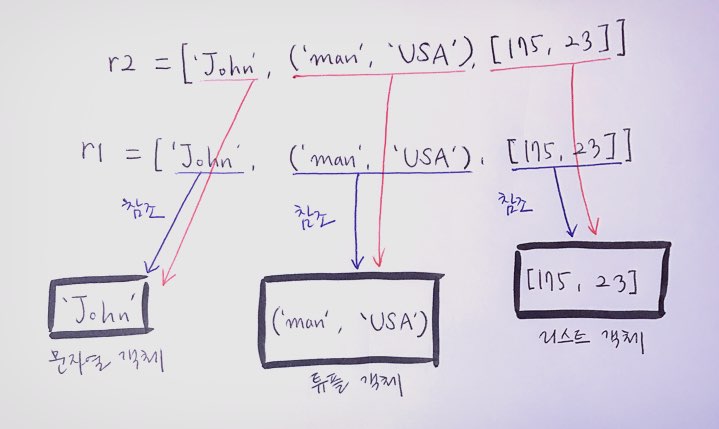 r2 = ['John', ('man', 'USA'), [175, 23]]
r1 = ['John', ('man', 'USA'), [175, 23]]
참조 참조 참조
'John' ('man', 'USA') [175, 23]
문자열 객체 튜플 객체 리스트 객체